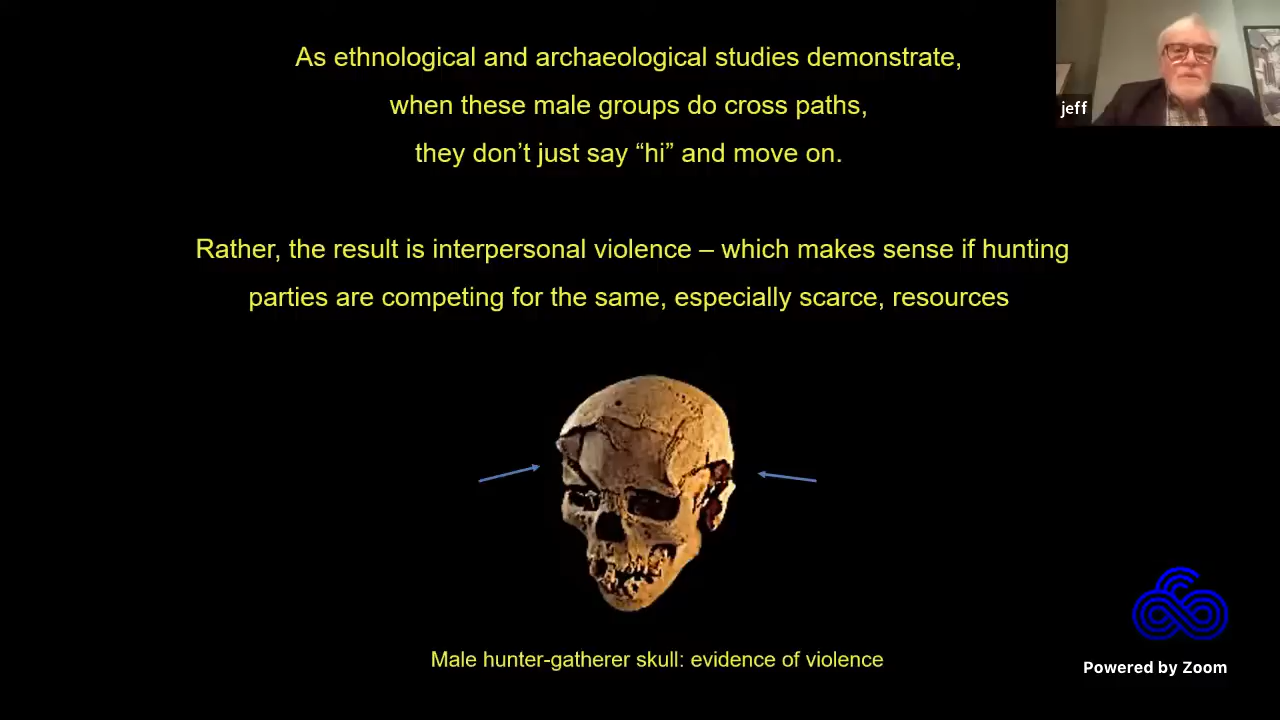 As ethnological and archaeological studies demonstrate,
when these male groups do cross paths,
they don’t just say “hi” and move on.
jeff
Rather, the result is interpersonal violence – which makes sense if hunting
parties are competing for the same, especially scarce, resources
Male hunter-gatherer skull: evidence of violence
Powered by Zoom